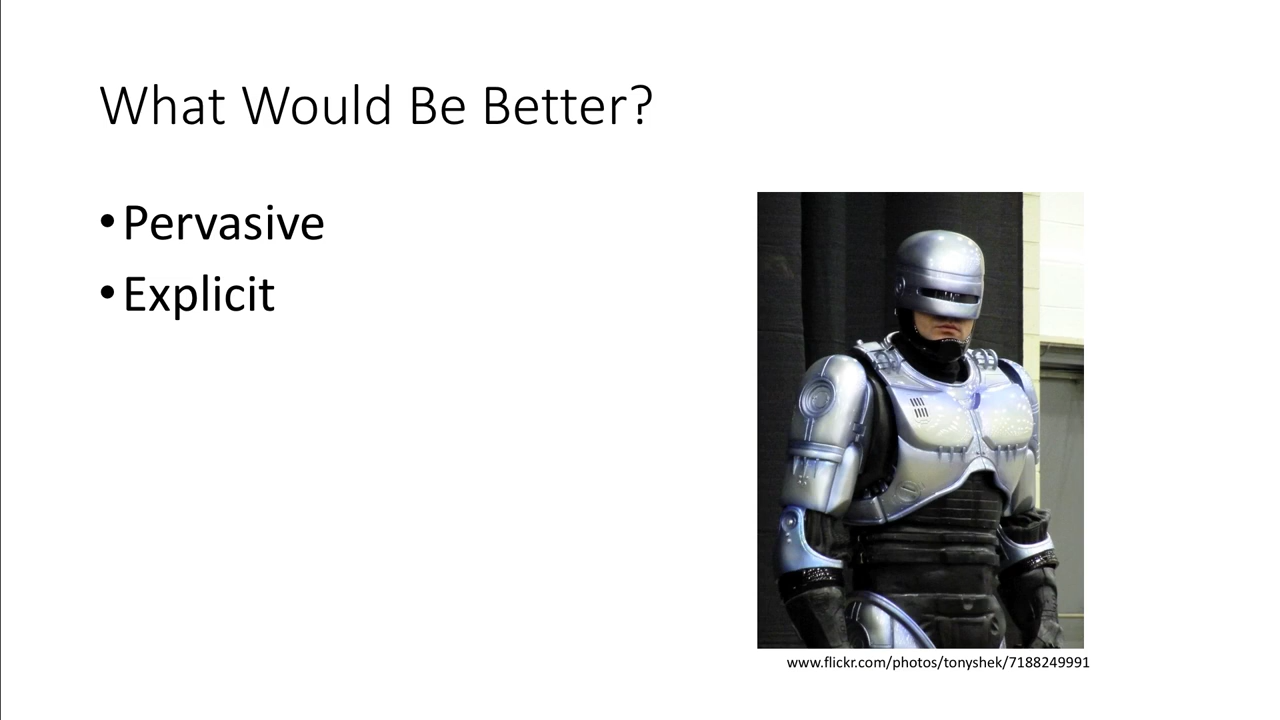 What Would Be Better?
•Pervasive
•Explicit
www.flickr.com/photos/tonyshek/7188249991